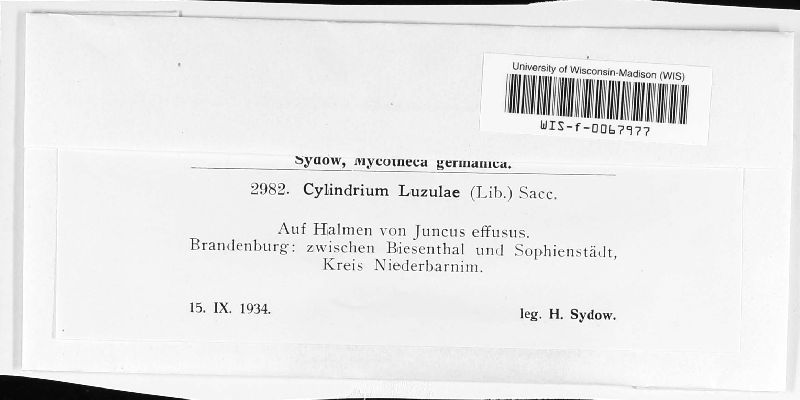 University of Wisconsin-Madison (WIS)
WIS-f-0067977
Sydow, Mycotheca germanica.
2982. Cylindrium Luzulae (Lib.) Sacc.
Auf Halmen von Juncus effusus.
Brandenburg: zwischen Biesenthal und Sophienstädt,
Kreis Niederbarnim.
15. IX. 1934.
leg. H. Sydow.